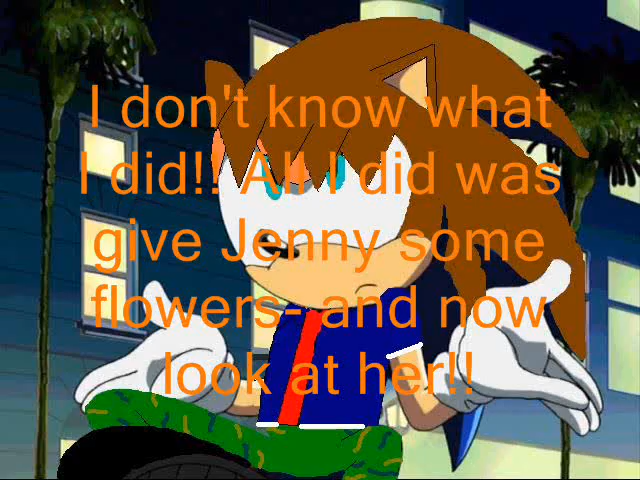 I don't know what
I did!! All I did was
give Jenny some
flowers- and now
look at her!!